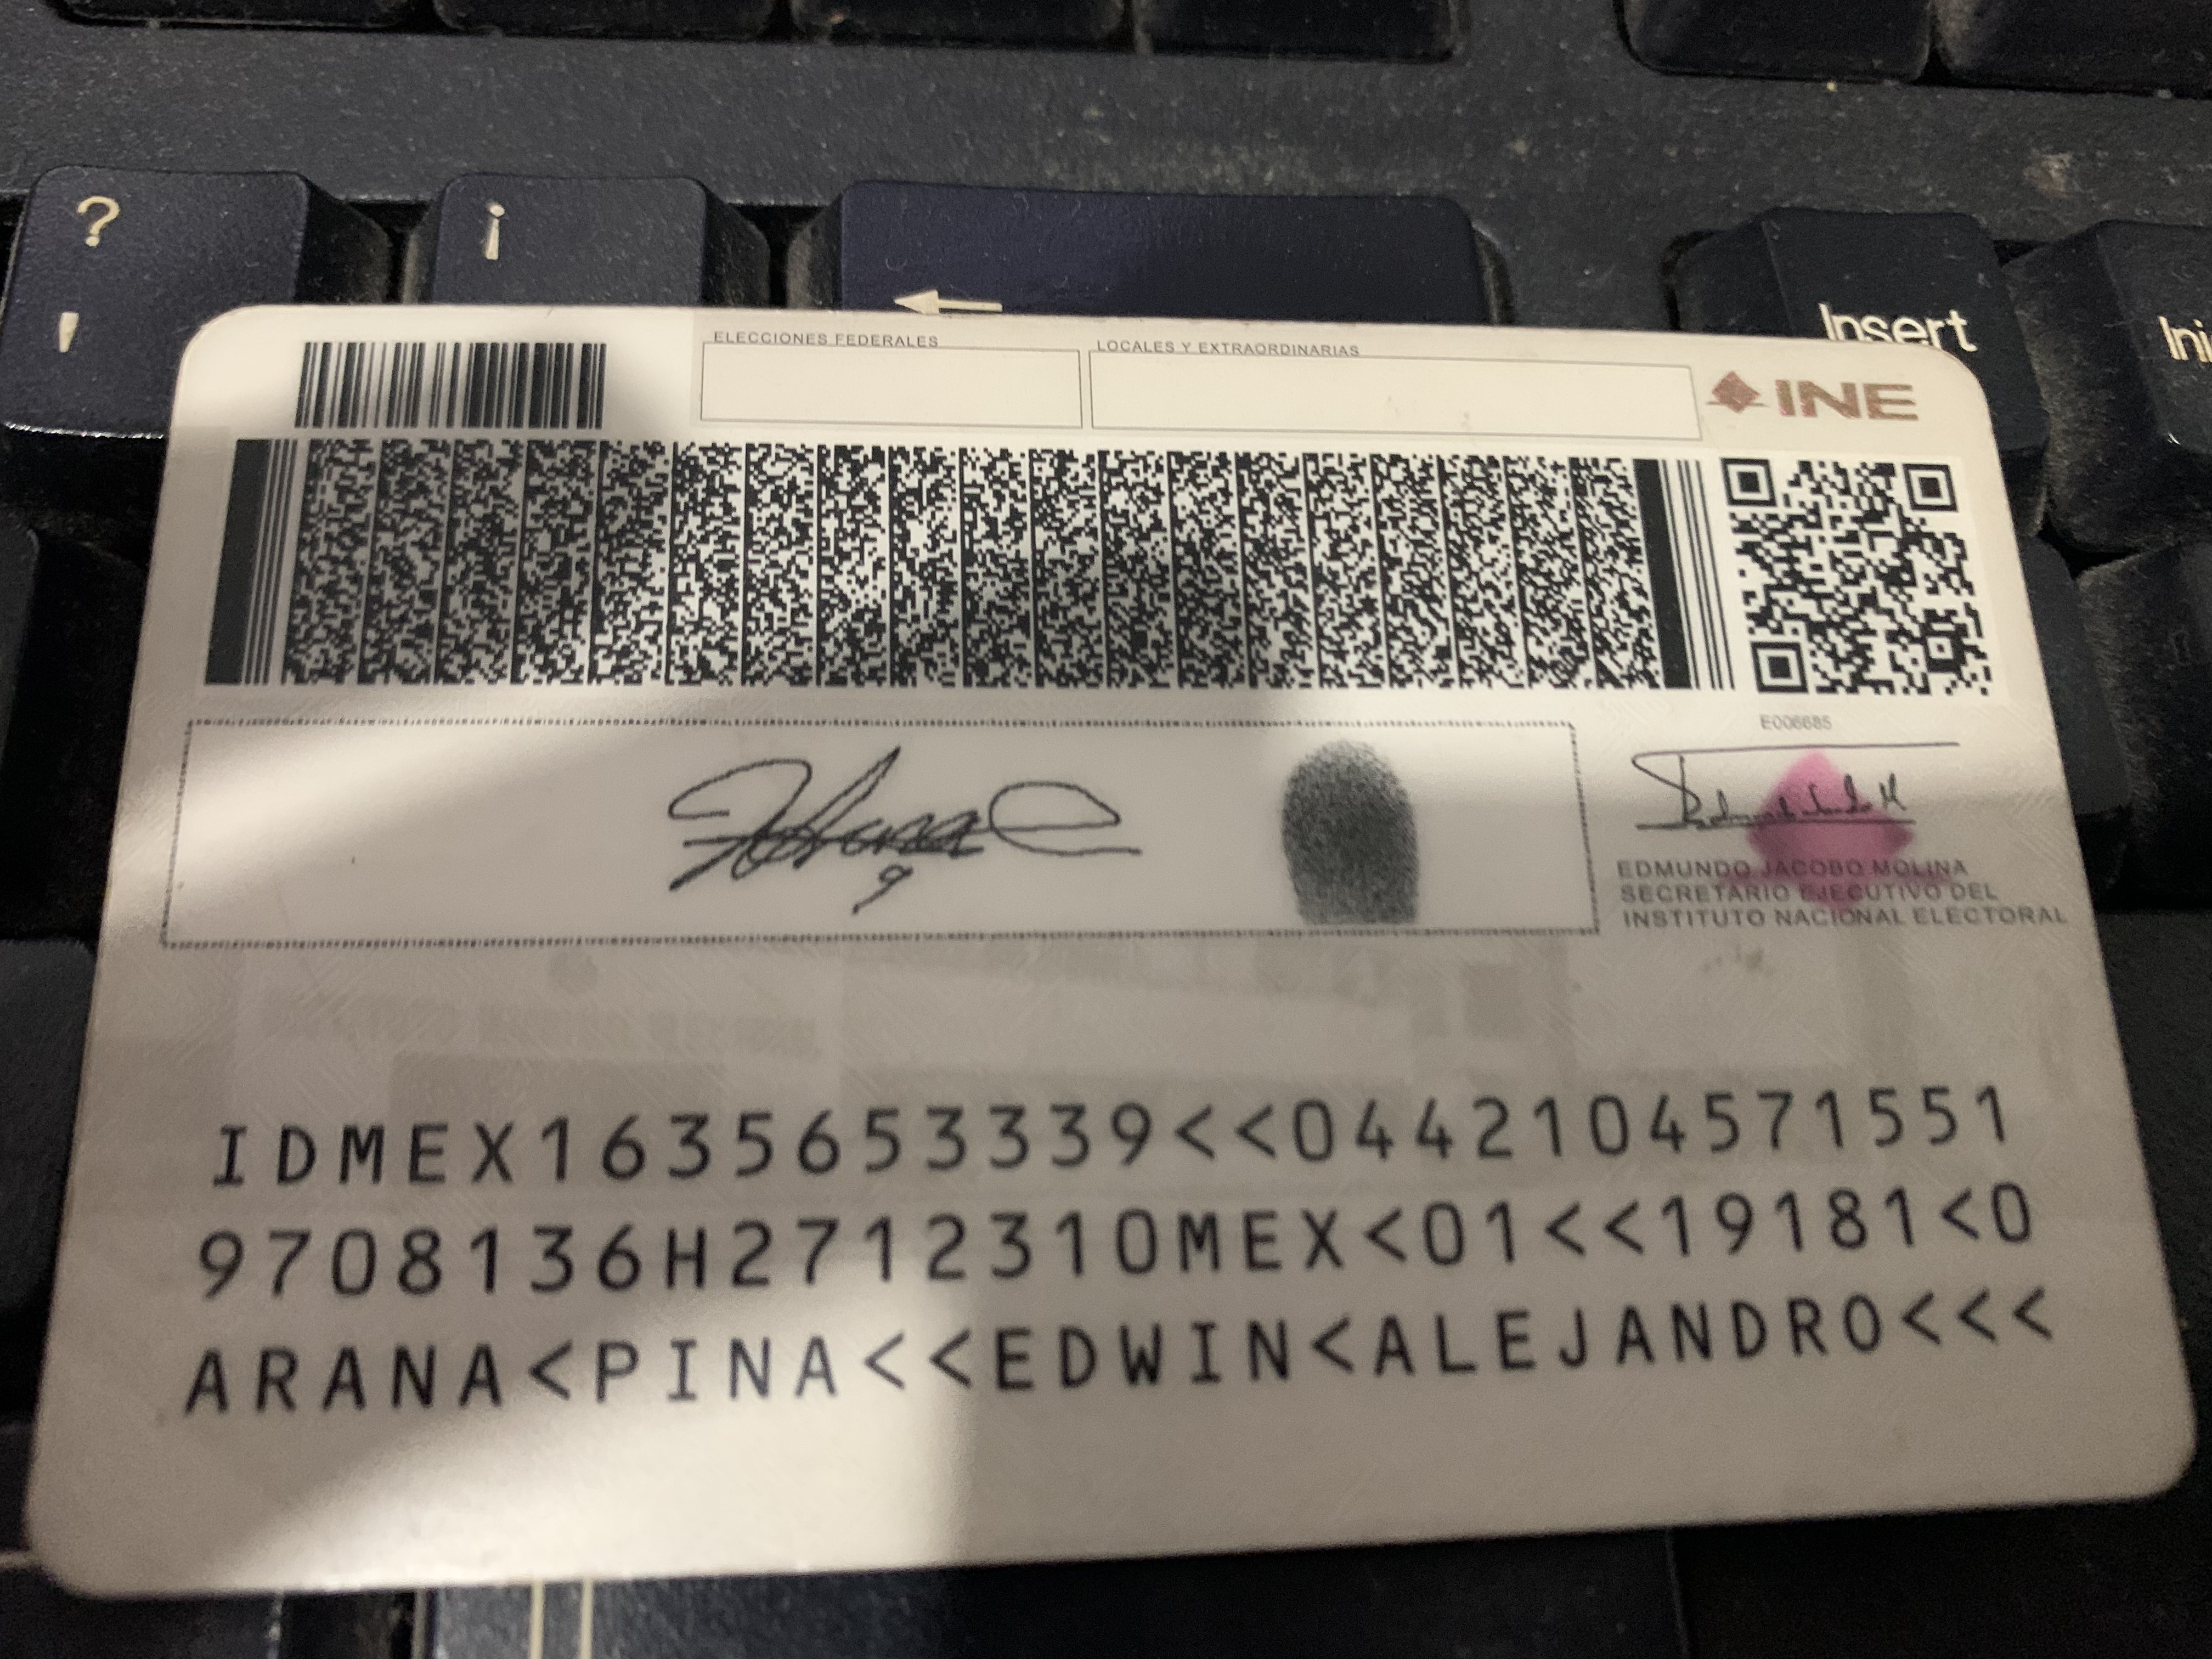 ?
'
¡
←
Insert
Ini
ELECCIONES FEDERALES
LOCALES Y EXTRAORDINARIAS
INE
E006685
EDMUNDO JACOBO MOLINA
SECRETARIO EJECUTIVO DEL
INSTITUTO NACIONAL ELECTORAL
IDMEX1635653339<<0442104571551
9708136H2712310MEX<01<<19181<0
ARANA<PINA<<EDWIN<ALEJANDRO<<<